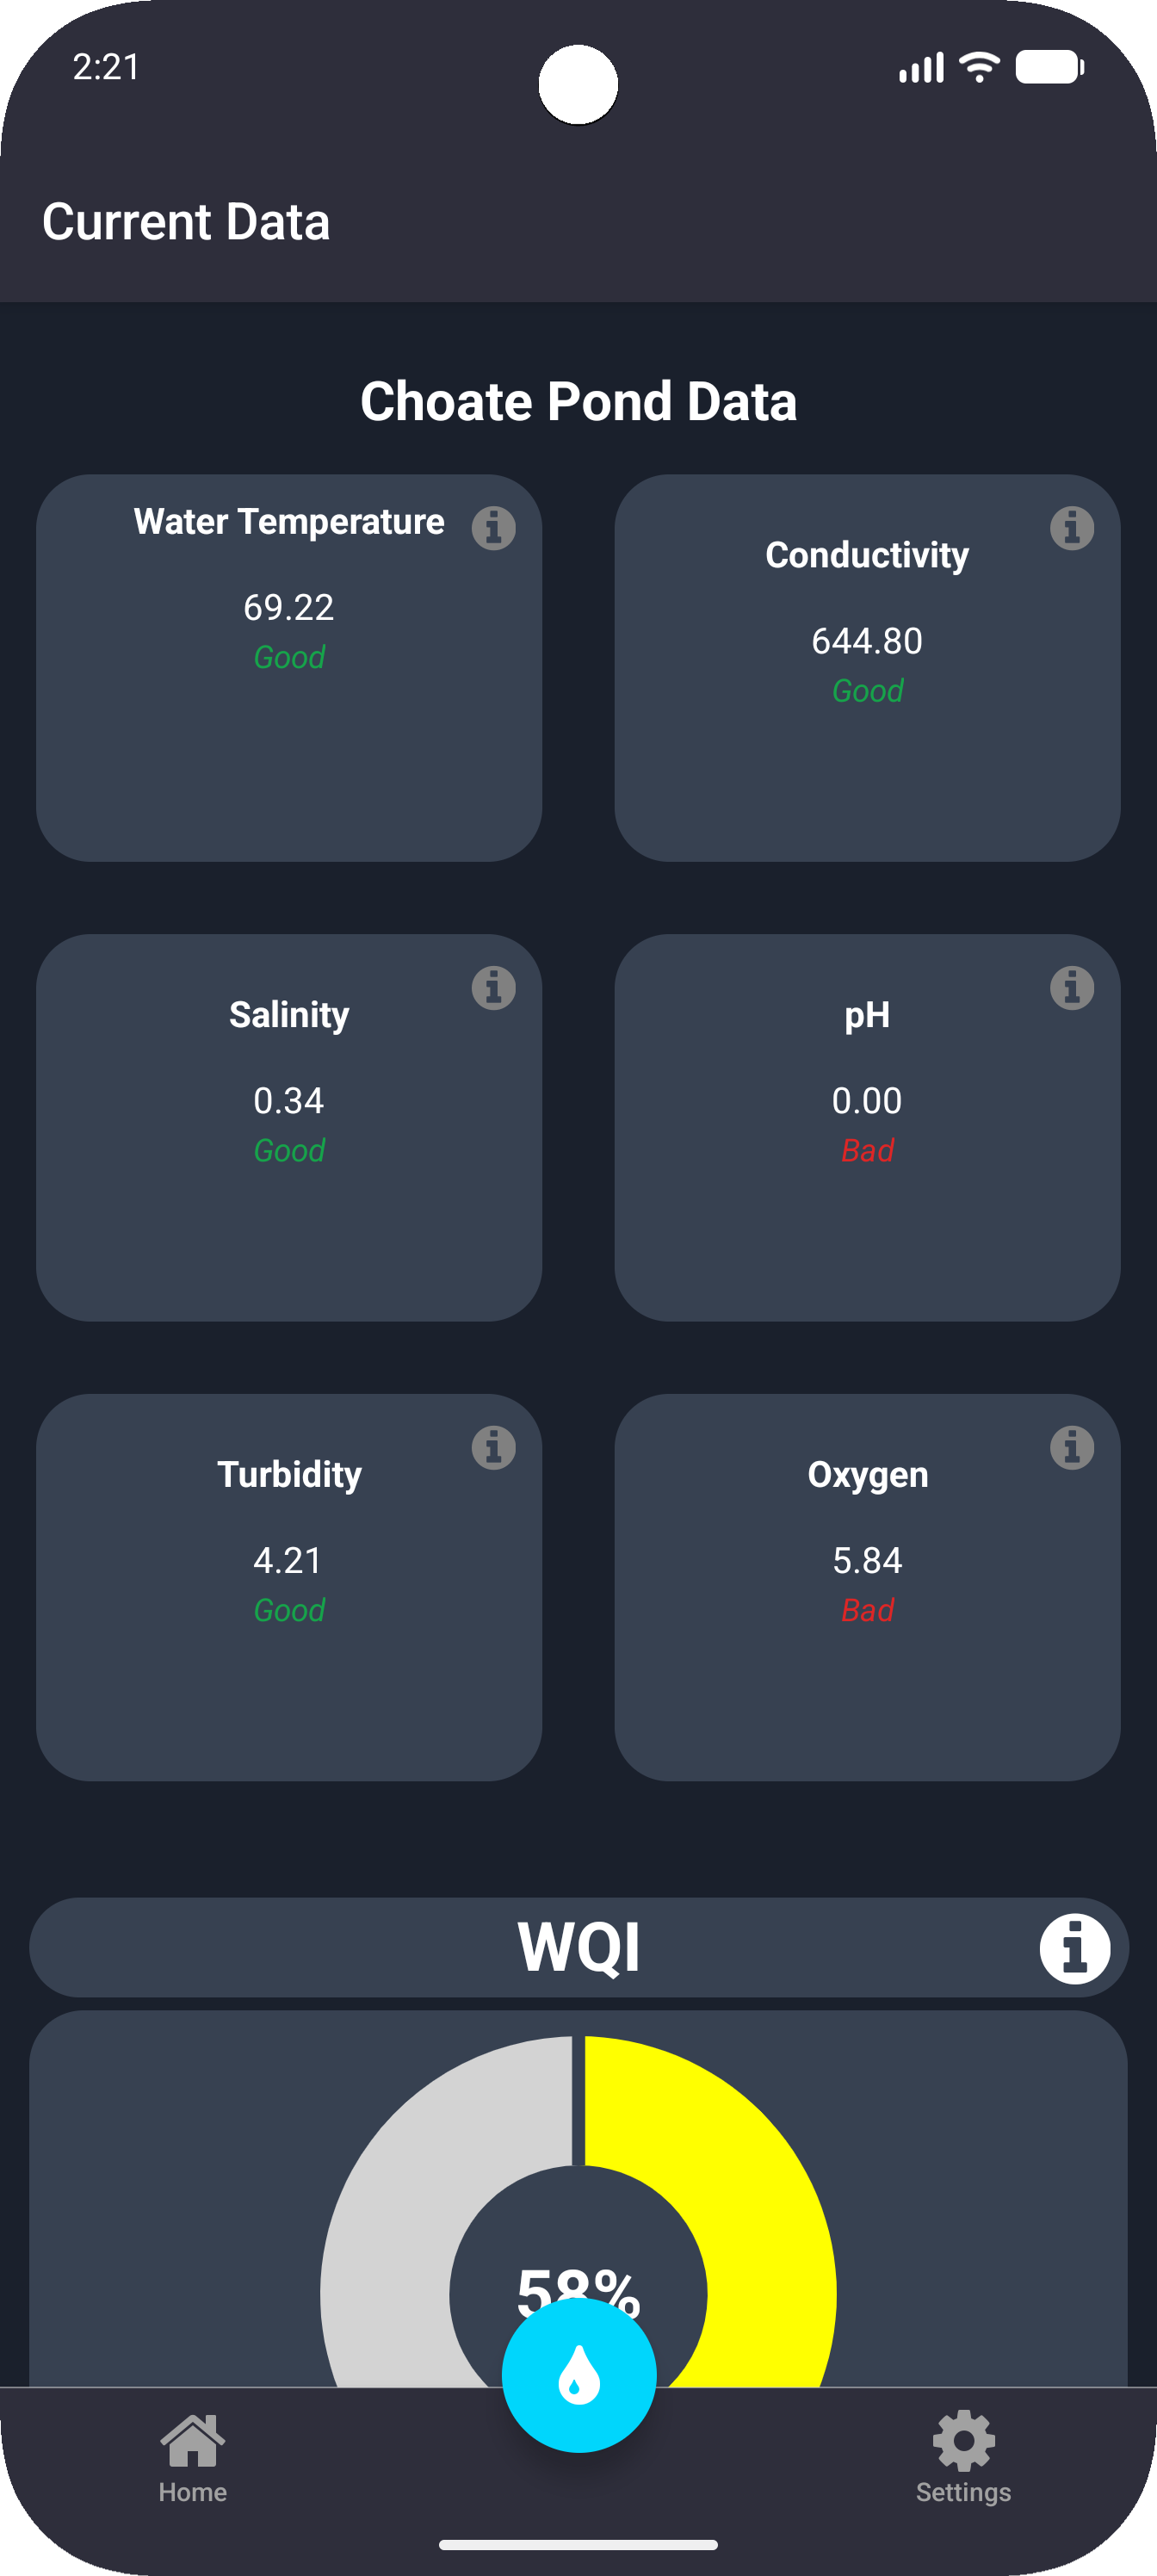 2:21
Current Data
Choate Pond Data
Water Temperature
69.22
Good
Conductivity
644.80
Good
Salinity
0.34
Good
pH
0.00
Bad
Turbidity
4.21
Good
Oxygen
5.84
Bad
WQI
58%
Home
Settings